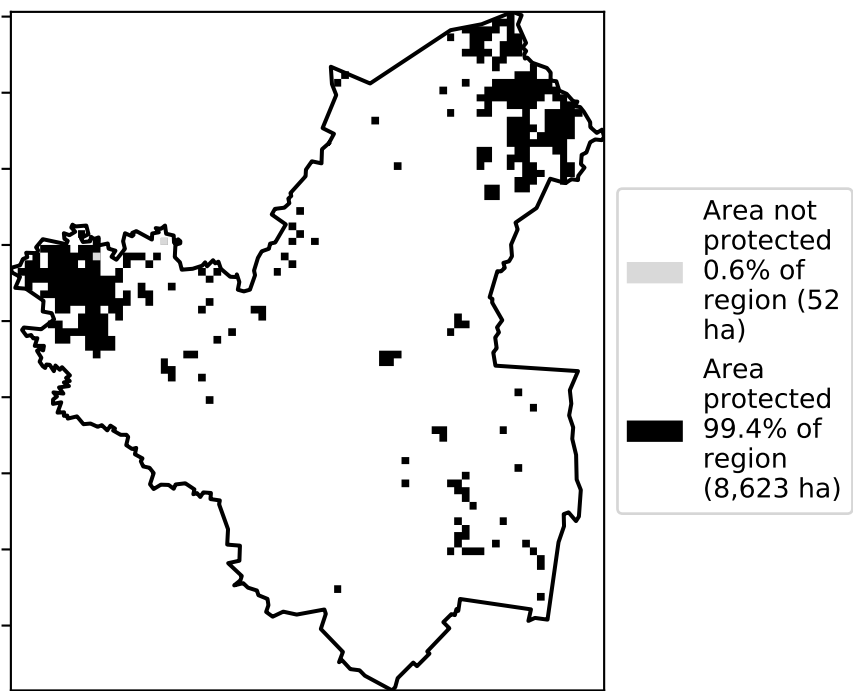 Area not
protected
0.6% of
region (52
ha)
Area
protected
99.4% of
region
(8,623 ha)